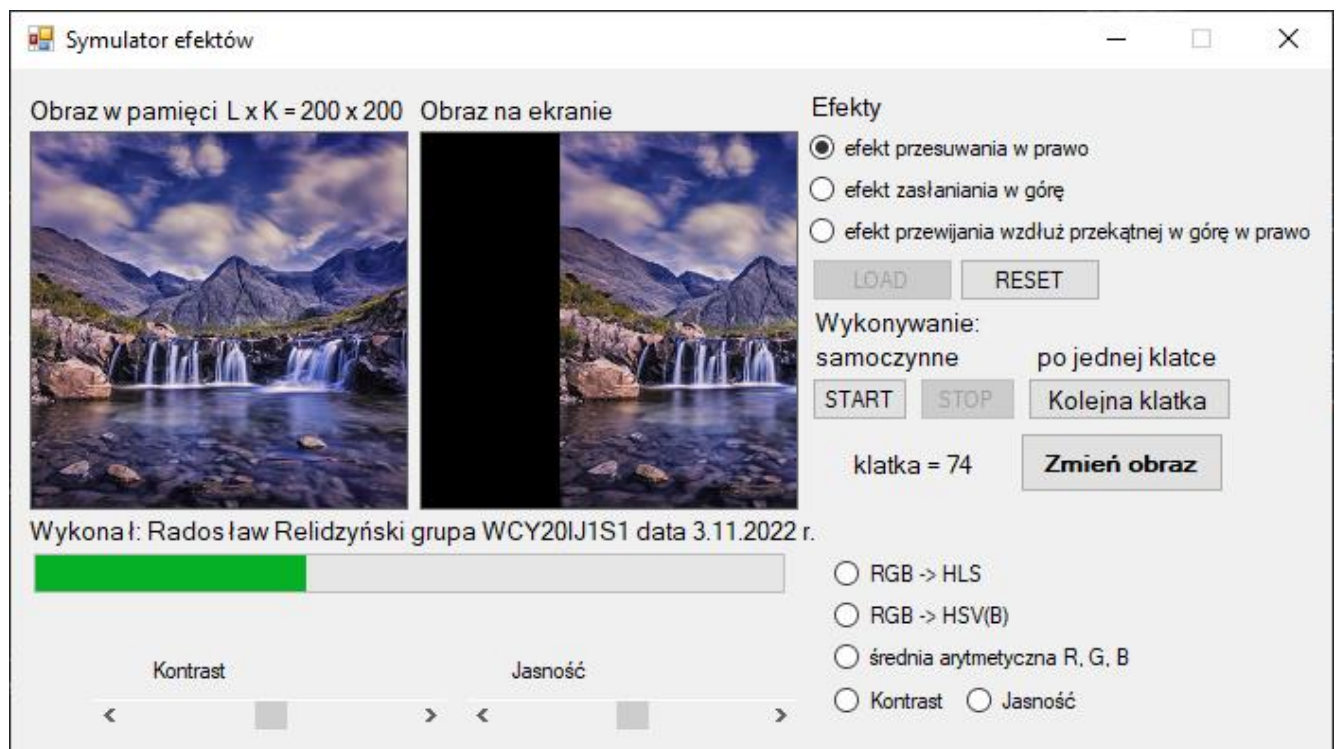 Symulator efektów
Obraz w pamięci L x K = 200 x 200
Obraz na ekranie
Efekty
efekt przesuwania w prawo
efekt zasłaniania w górę
efekt przewijania wzdłuż przekątnej w górę w prawo
LOAD
RESET
Wykonywanie:
samoczynne
po jednej klatce
START
STOP
Kolejna klatka
klatka = 74
Zmień obraz
Wykonał: Radosław Relidzyński grupa WCY20IJ1S1 data 3.11.2022 r.
RGB -> HLS
RGB -> HSV(B)
średnia arytmetyczna R, G, B
Kontrast
Jasność
Kontrast
Jasność